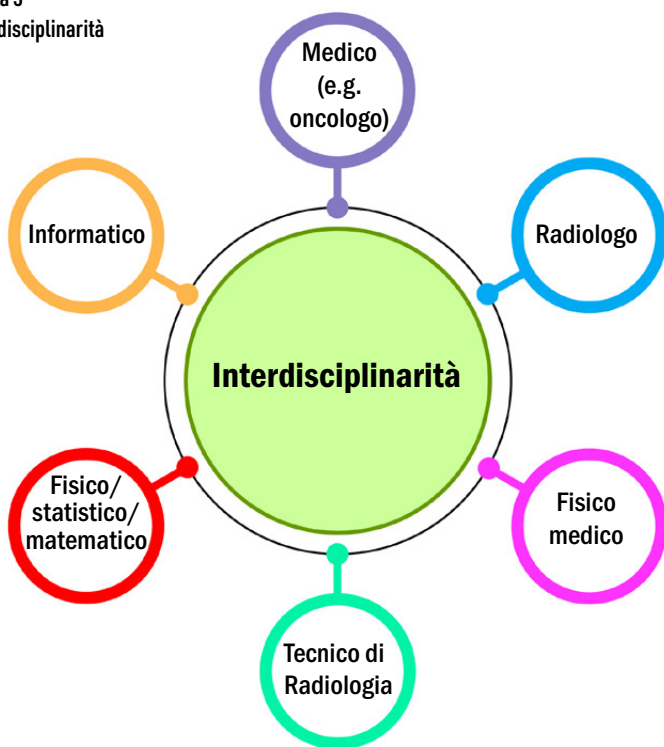 disciplinarità
Medico
(e.g.
oncologo)
Informatico
Radiologo
Interdisciplinarità
Fisico/
statistico/
matematico
Fisico
medico
Tecnico di
Radiologia